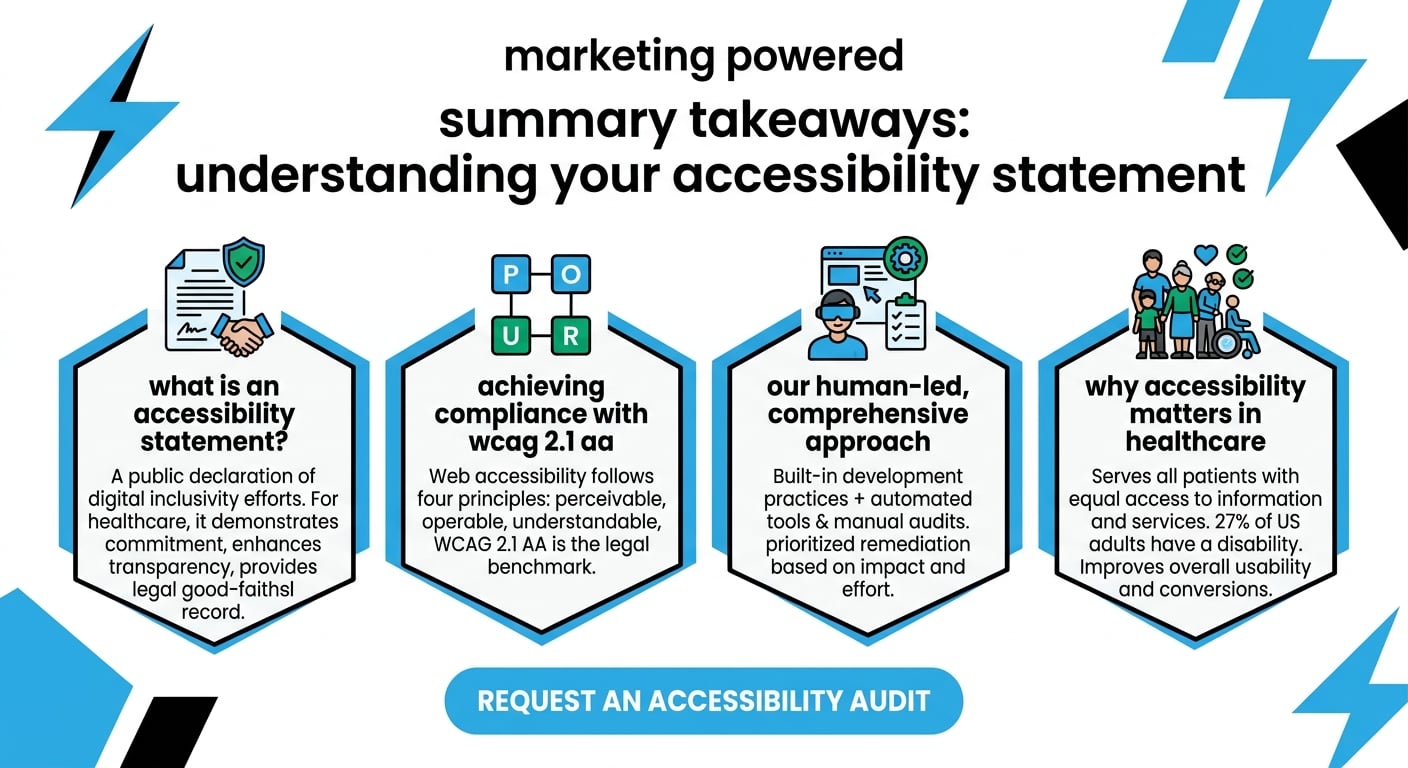 marketing powered
summary takeaways:
understanding your accessibility statement
P O
U R
what is an
accessibility
statement?
A public declaration of
digital inclusivity efforts. For
healthcare, it demonstrates
commitment, enhances
transparency, provides
legal good-faithsl
record.
achieving
compliance with
wcag 2.1 aa
Web accessibility follows
four principles: perceivable,
operable, understandable,
WCAG 2.1 AA is the legal
benchmark.
our human-led,
comprehensive
approach
Built-in development
practices + automated
tools & manual audits.
prioritized remediation
based on impact and
effort.
why accessibility
matters in
healthcare
Serves all patients with
equal access to information
and services. 27% of US
adults have a disability.
Improves overall usability
and conversions.
REQUEST AN ACCESSIBILITY AUDIT